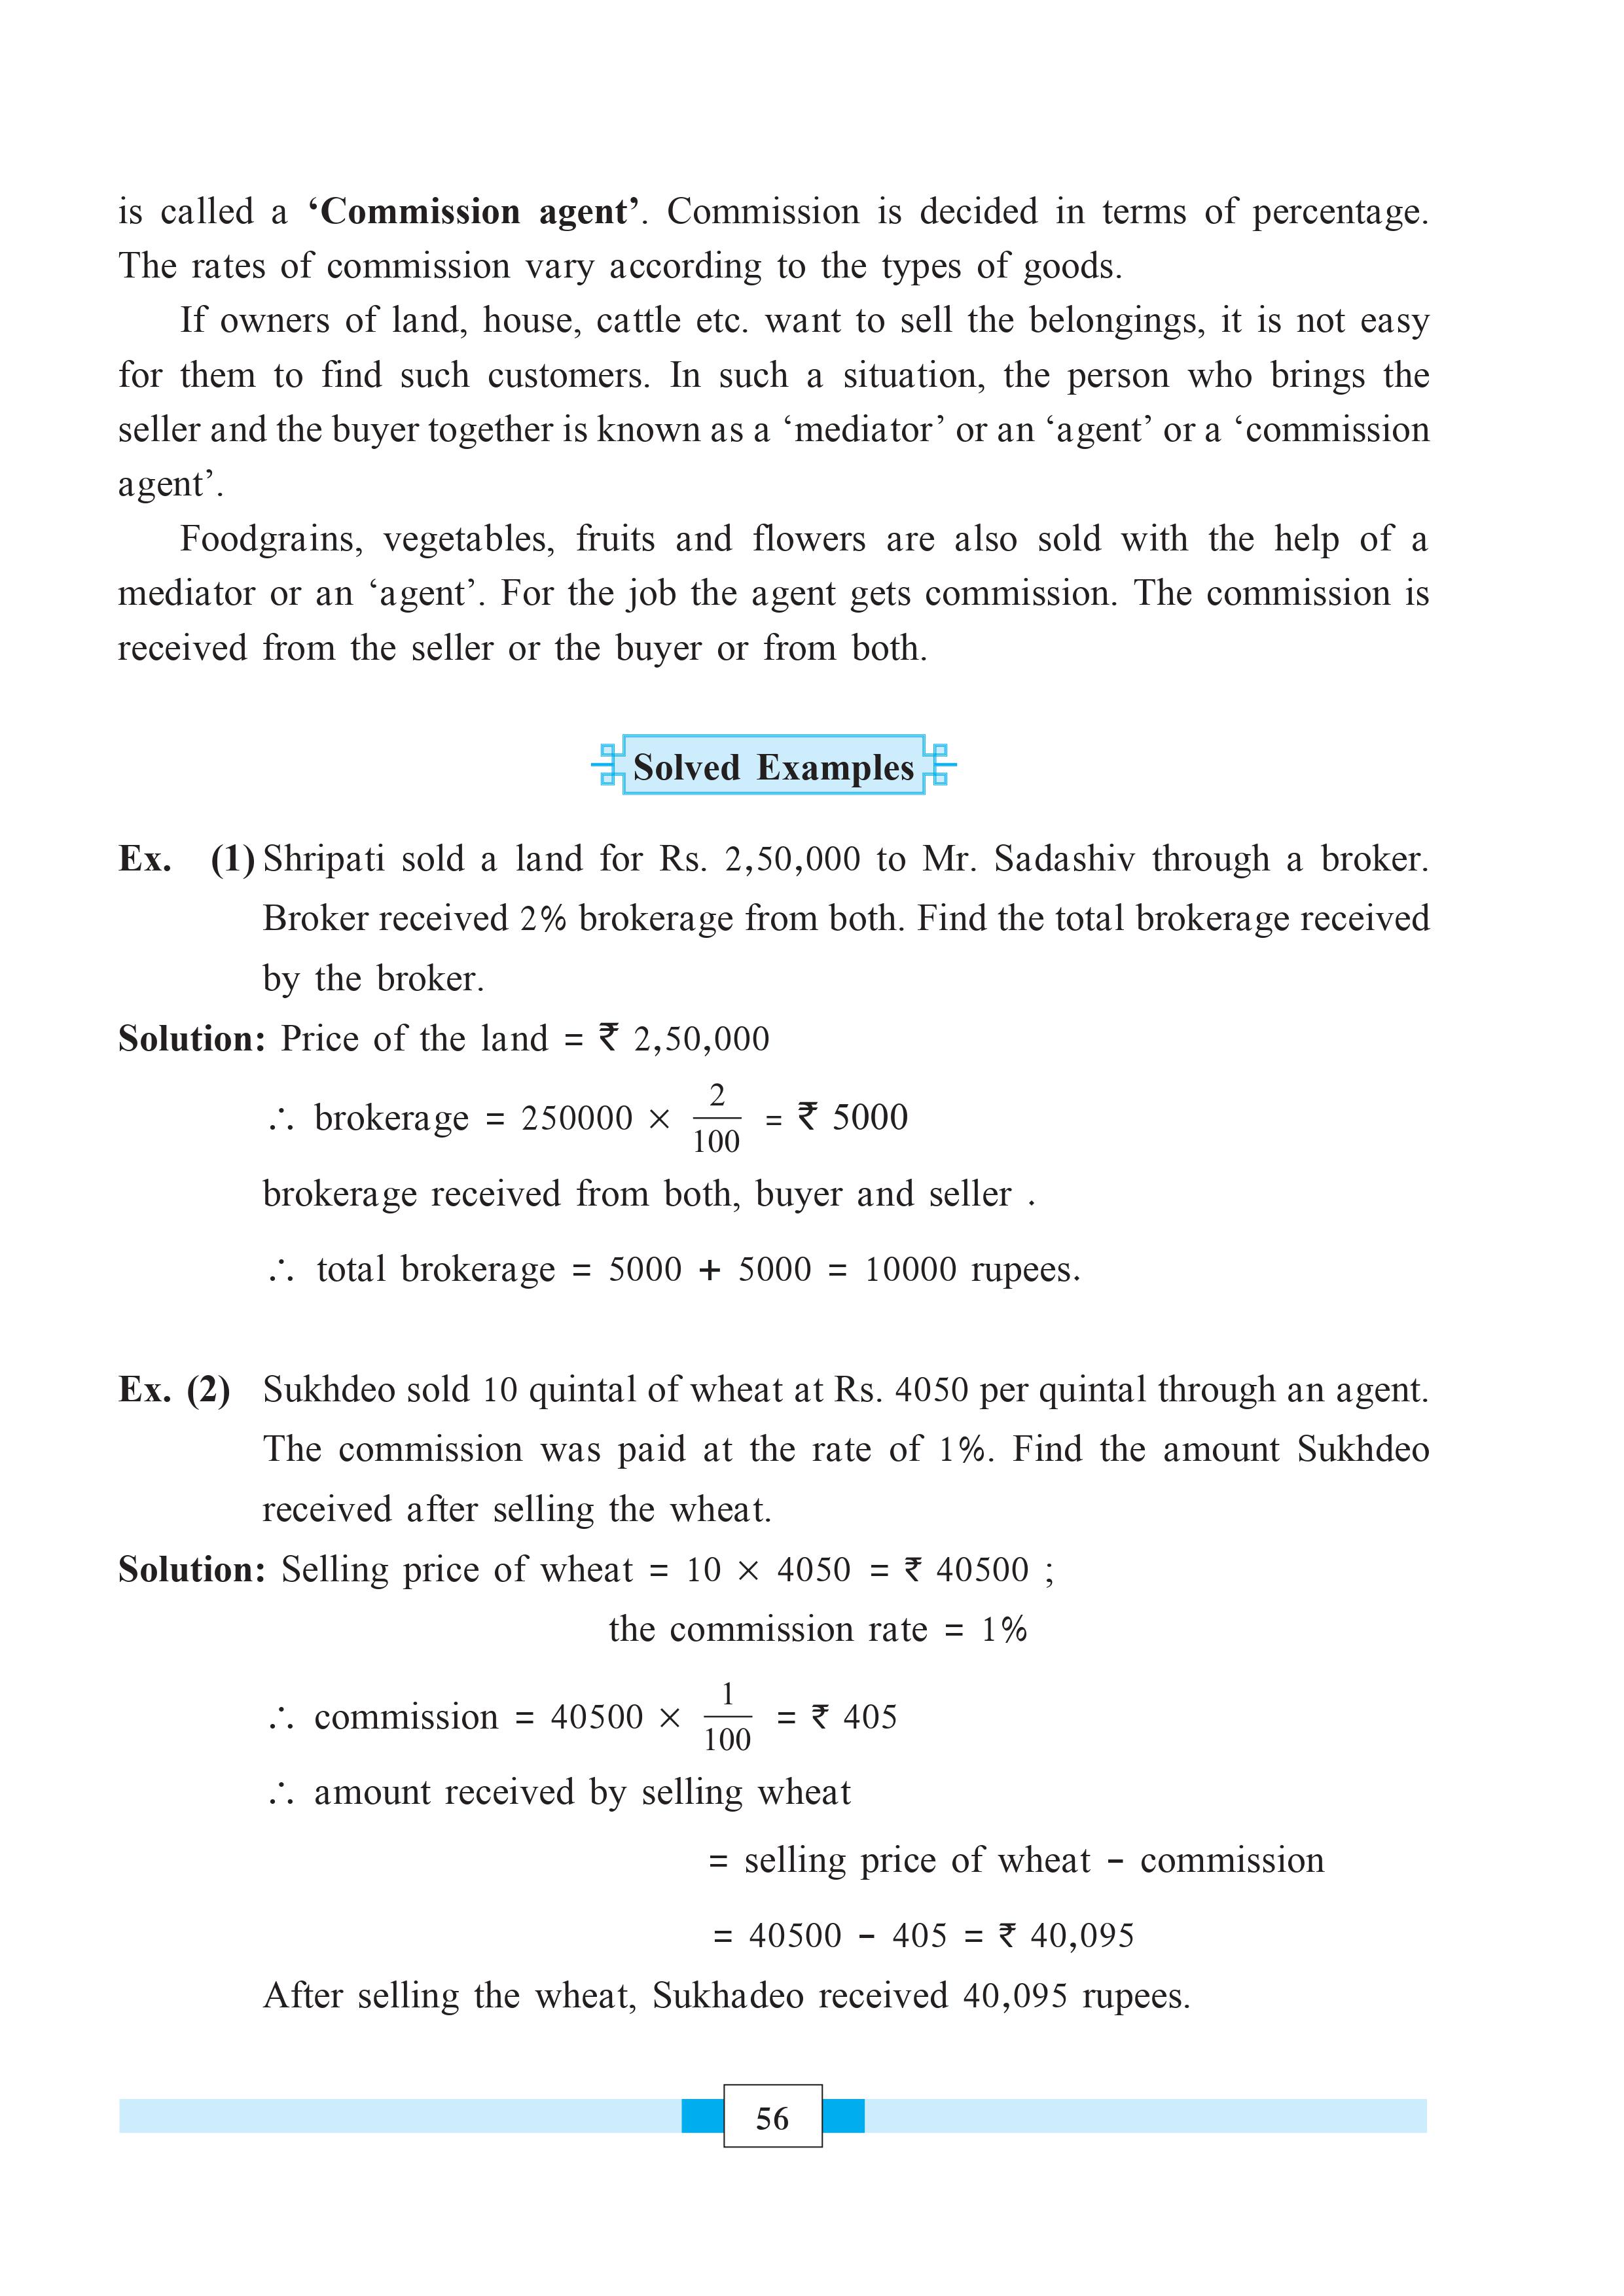 is called a ‘Commission agent’. Commission is decided in terms of percentage.
The rates of commission vary according to the types of goods.
If owners of land, house, cattle etc. want to sell the belongings, it is not easy
for them to find such customers. In such a situation, the person who brings the
seller and the buyer together is known as a ‘mediator’ or an ‘agent’ or a ‘commission
agent’.
Foodgrains, vegetables, fruits and flowers are also sold with the help of a
mediator or an ‘agent’. For the job the agent gets commission. The commission is
received from the seller or the buyer or from both.
Solved Examples
Ex. (1) Shripati sold a land for Rs. 2,50,000 to Mr. Sadashiv through a broker.
Broker received 2% brokerage from both. Find the total brokerage received
by the broker.
Solution: Price of the land = ₹ 2,50,000
∴ brokerage = 250000 × 2/100 = ₹ 5000
brokerage received from both, buyer and seller .
∴ total brokerage = 5000 + 5000 = 10000 rupees.
Ex. (2) Sukhdeo sold 10 quintal of wheat at Rs. 4050 per quintal through an agent.
The commission was paid at the rate of 1%. Find the amount Sukhdeo
received after selling the wheat.
Solution: Selling price of wheat = 10 × 4050 = ₹ 40500 ;
the commission rate = 1%
∴ commission = 40500 × 1/100 = ₹ 405
∴ amount received by selling wheat
= selling price of wheat - commission
= 40500 - 405 = ₹ 40,095
After selling the wheat, Sukhadeo received 40,095 rupees.
56